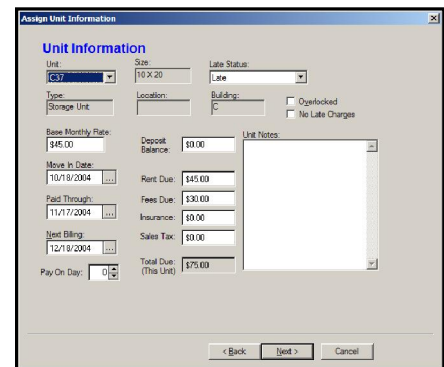 Assign Unit Information
Unit Information
Unit: Size: Late Status:
C37 10 X 20 Late
Type: Location: Building:
Storage Unit C Overlocked
No Late Charges
Base Monthly Rate: Deposit Balance: Unit Notes:
$45.00 $0.00
Move In Date:
10/18/2004 ... Rent Due: $45.00
Paid Through: Fees Due: $30.00
11/17/2004 ... Insurance: $0.00
Next Billing: Sales Tax: $0.00
12/18/2004 ...
Pay On Day: 0 Total Due: (This Unit) $75.00
< Back Next > Cancel